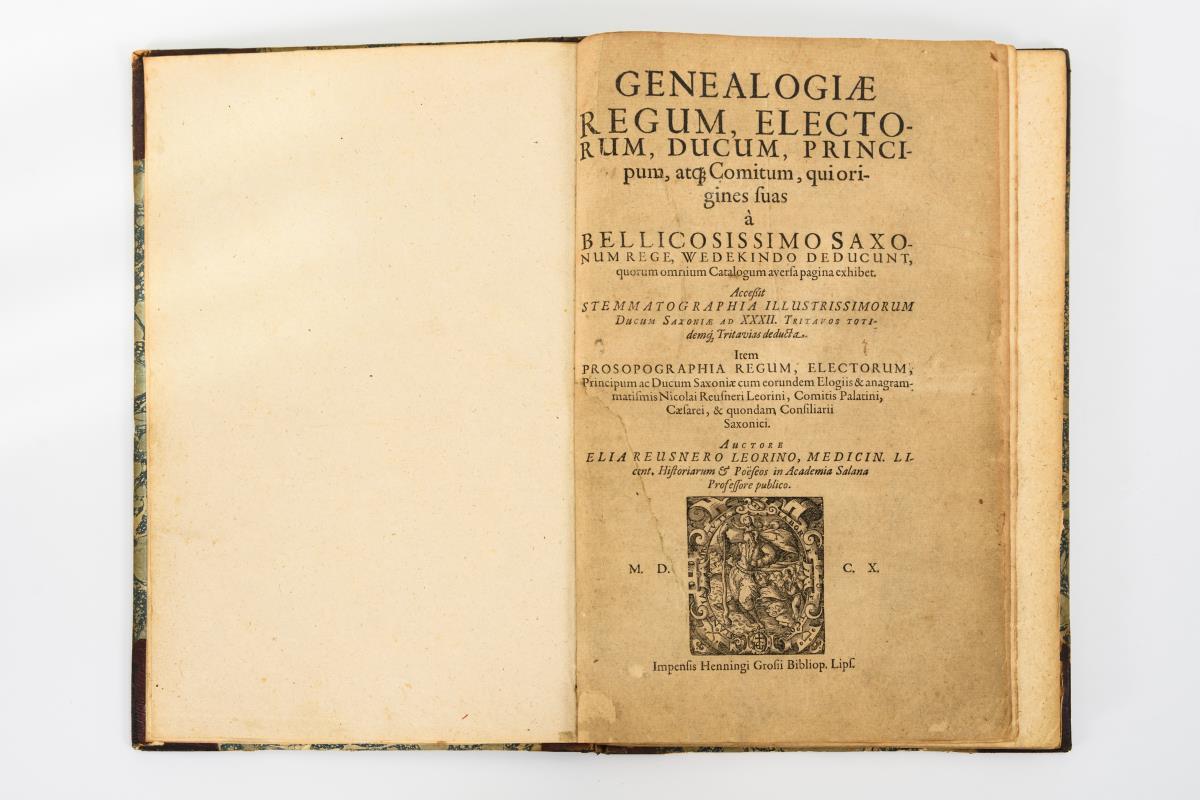 GENEALOGIÆ
REGUM, ELECTO-
RUM, DUCUM, PRINCI-
pum, atq; Comitum, qui ori-
gines ſuas
à
BELLICOSISSIMO SAXO-
NUM REGE, WEDEKINDO DEDUCUNT,
quorum omnium Catalogum averſa pagina exhibet.
Acceßit
STEMMATOGRAPHIA ILLUSTRISSIMORUM
DUCUM SAXONIÆ AD XXXII. TRITAVOS TOTI-
demq́; Tritavias deducta.
Item
PROSOPOGRAPHIA REGUM, ELECTORUM,
Principum ac Ducum Saxoniæ cum eorundem Elogiis & anagram-
matiſmis Nicolai Reuſneri Leorini, Comitis Palatini,
Cæſarei, & quondam Conſiliarii
Saxonici.
AUCTORE
ELIA REUSNERO LEORINO, MEDICIN. LI-
cent. Hiſtoriarum & Poëſeos in Academia Salana
Profeſſore publico.
M. D. C. X.
Impenſis Henningi Groſii Bibliop. Lipſ.